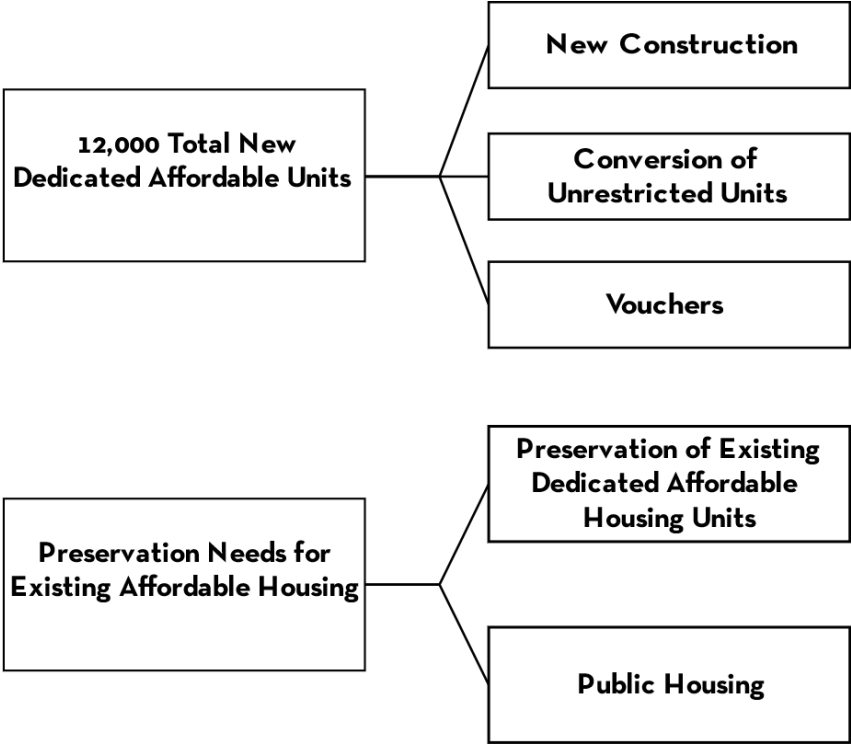 12,000 Total New
Dedicated Affordable Units
New Construction
Conversion of
Unrestricted Units
Vouchers
Preservation Needs for
Existing Affordable Housing
Preservation of Existing
Dedicated Affordable
Housing Units
Public Housing